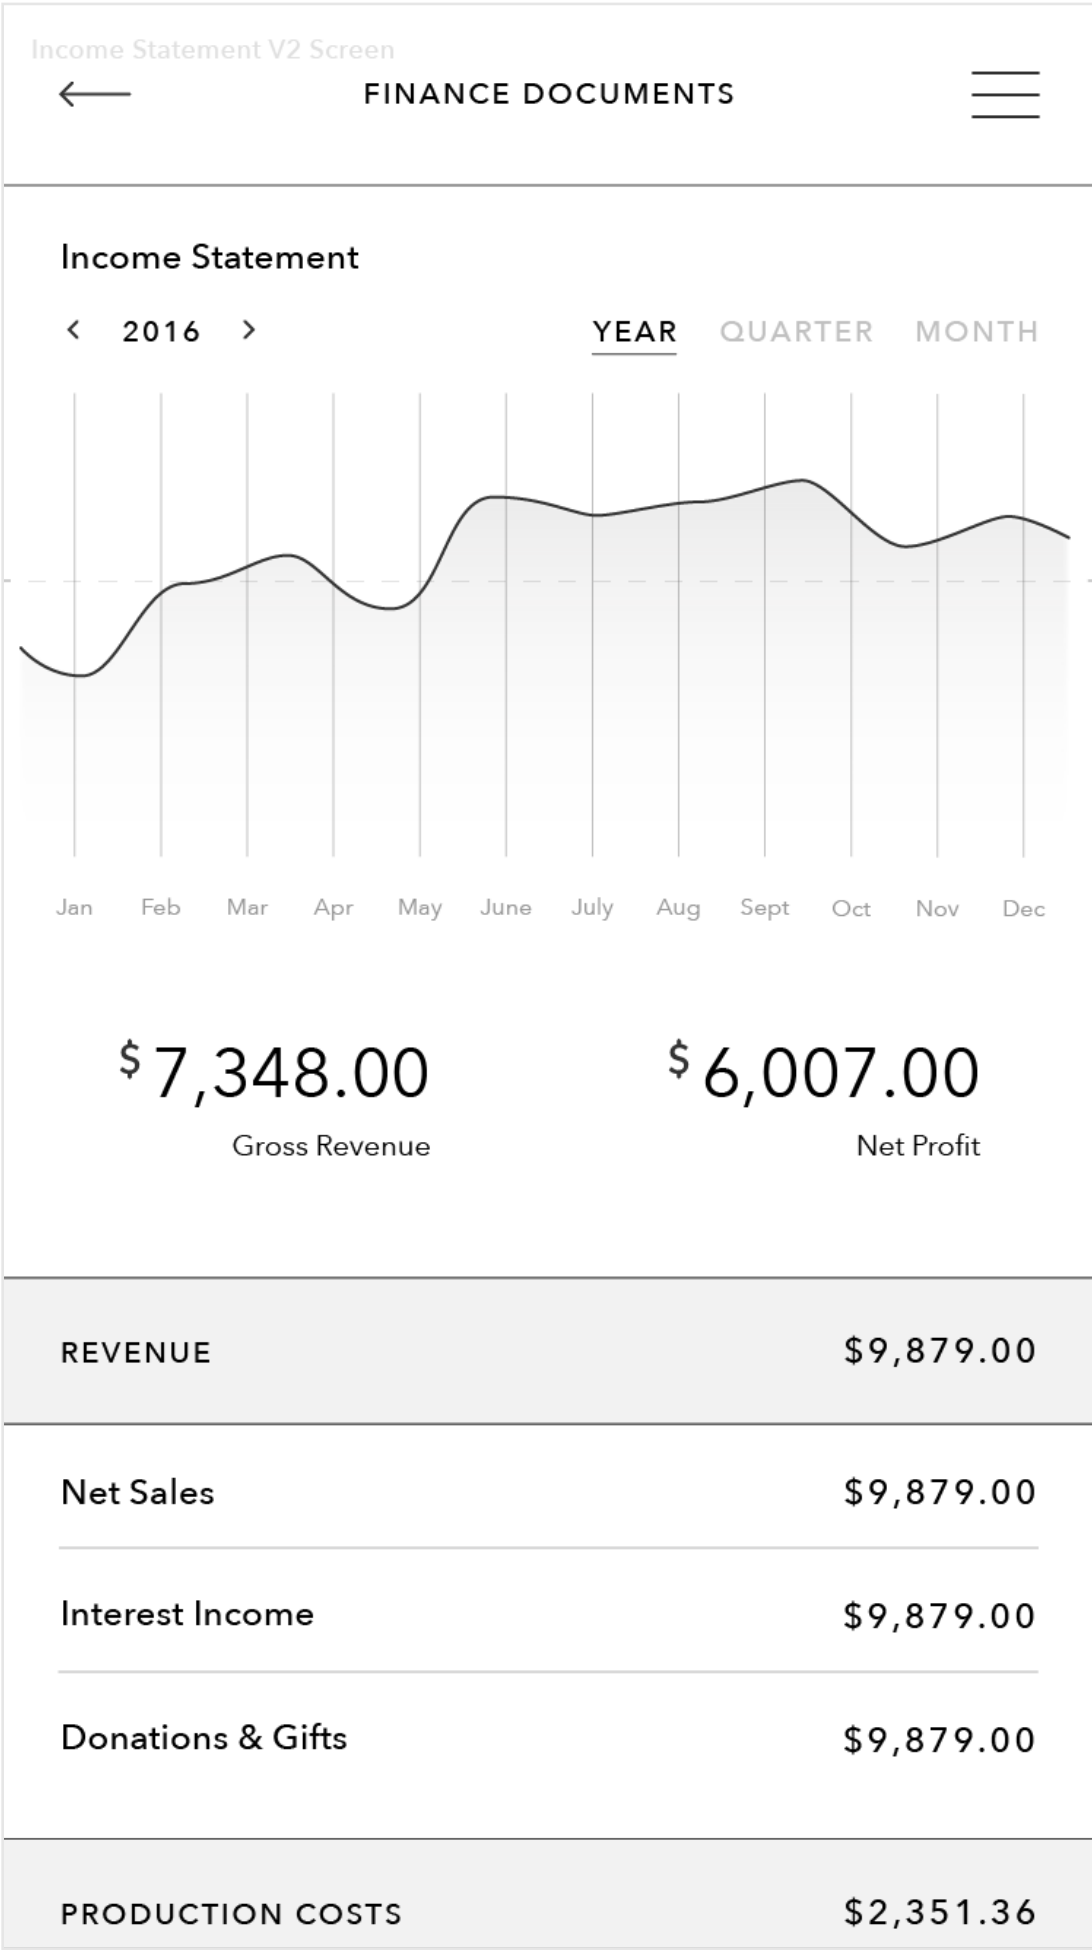 Income Statement V2 Screen
FINANCE DOCUMENTS
Income Statement
< 2016 > YEAR QUARTER MONTH
Jan Feb Mar Apr May June July Aug Sept Oct Nov Dec
$7,348.00 $6,007.00
Gross Revenue Net Profit
REVENUE $9,879.00
Net Sales $9,879.00
Interest Income $9,879.00
Donations & Gifts $9,879.00
PRODUCTION COSTS $2,351.36